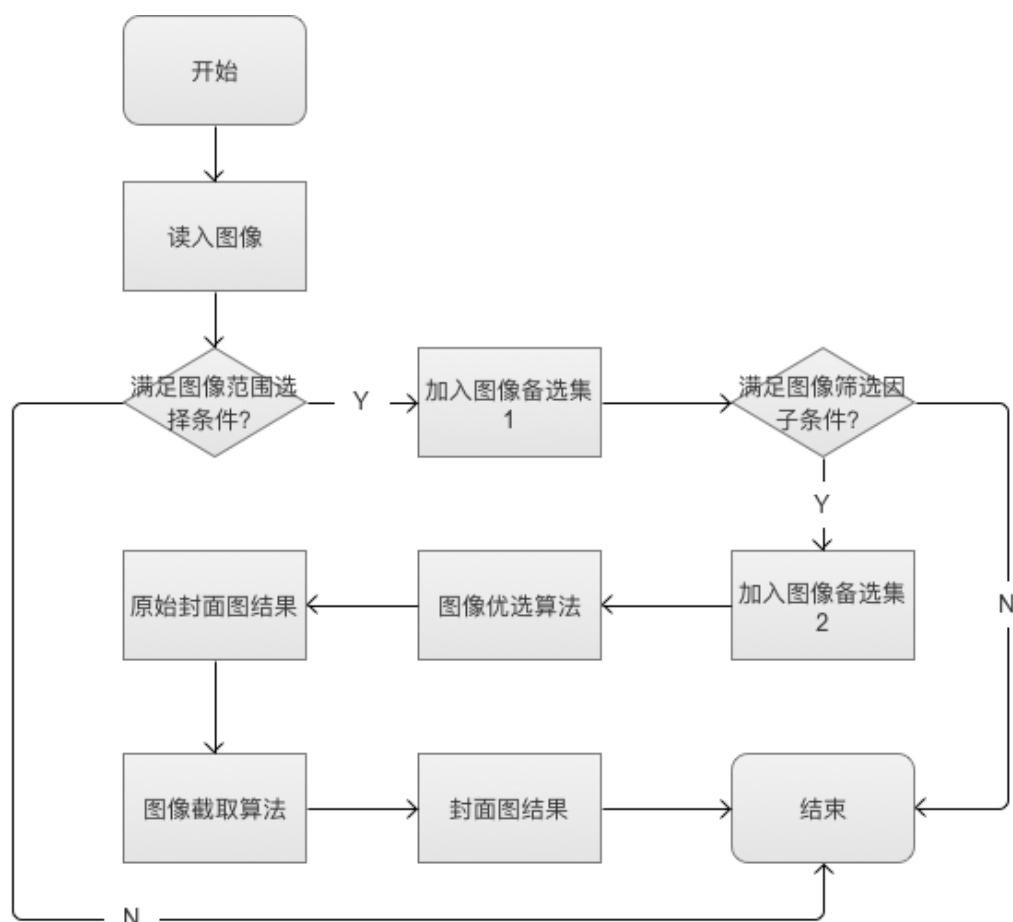 开始
读入图像
满足图像范围选
择条件?
Y
加入图像备选集
1
满足图像筛选因
子条件?
Y
原始封面图结果
图像优选算法
加入图像备选集
2
N
图像截取算法
封面图结果
结束
N